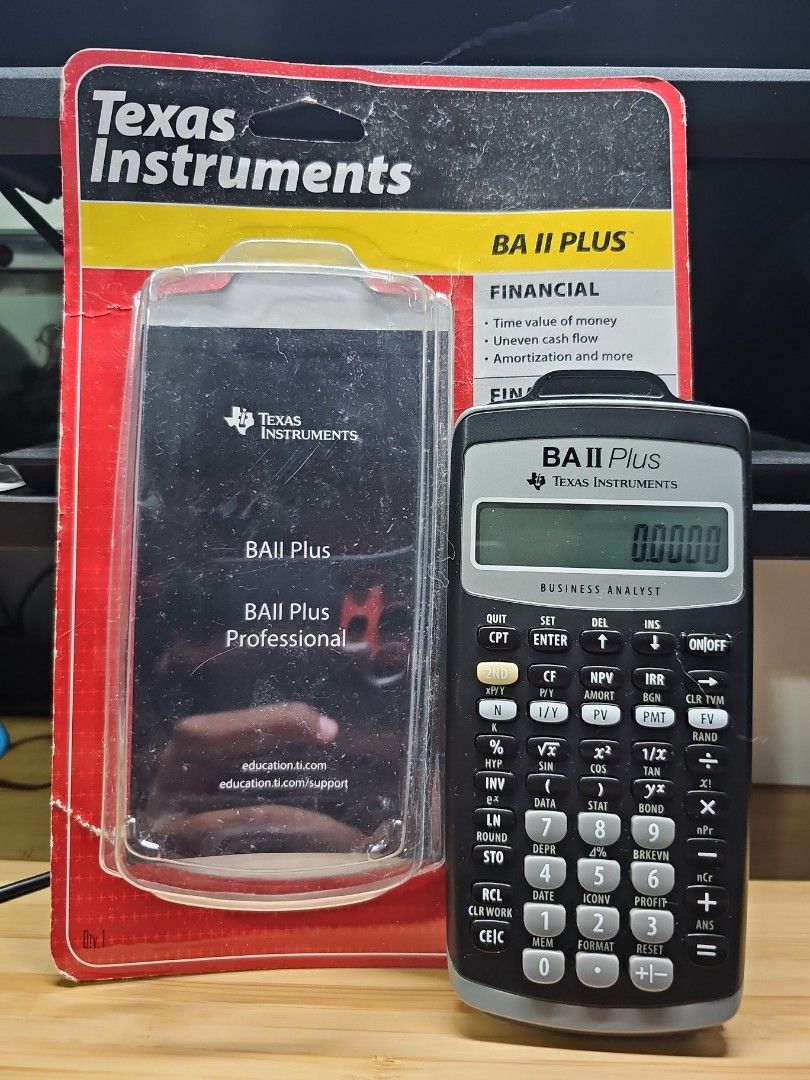 Texas
Instruments
BA II PLUS™
FINANCIAL
• Time value of money
• Uneven cash flow
• Amortization and more
TEXAS
INSTRUMENTS
BAII Plus
BAII Plus
Professional
education.ti.com
education.ti.com/support
Qty. 1
BA II Plus
TEXAS INSTRUMENTS
0.0000
BUSINESS ANALYST
QUIT SET DEL INS
CPT ENTER ↑ ↓ ON|OFF
2ND CF NPV IRR →
xP/Y P/Y AMORT BGN CLR TVM
N I/Y PV PMT FV
K RAND
% √x x² 1/x ÷
HYP SIN COS TAN x!
INV ( ) yx ×
ex DATA STAT BOND nPr
LN 7 8 9 −
ROUND DEPR Δ% BRKEVN nCr
STO 4 5 6 +
DATE ICONV PROFIT ANS
RCL 1 2 3 =
CLR WORK MEM FORMAT RESET
CE|C 0 . +|−